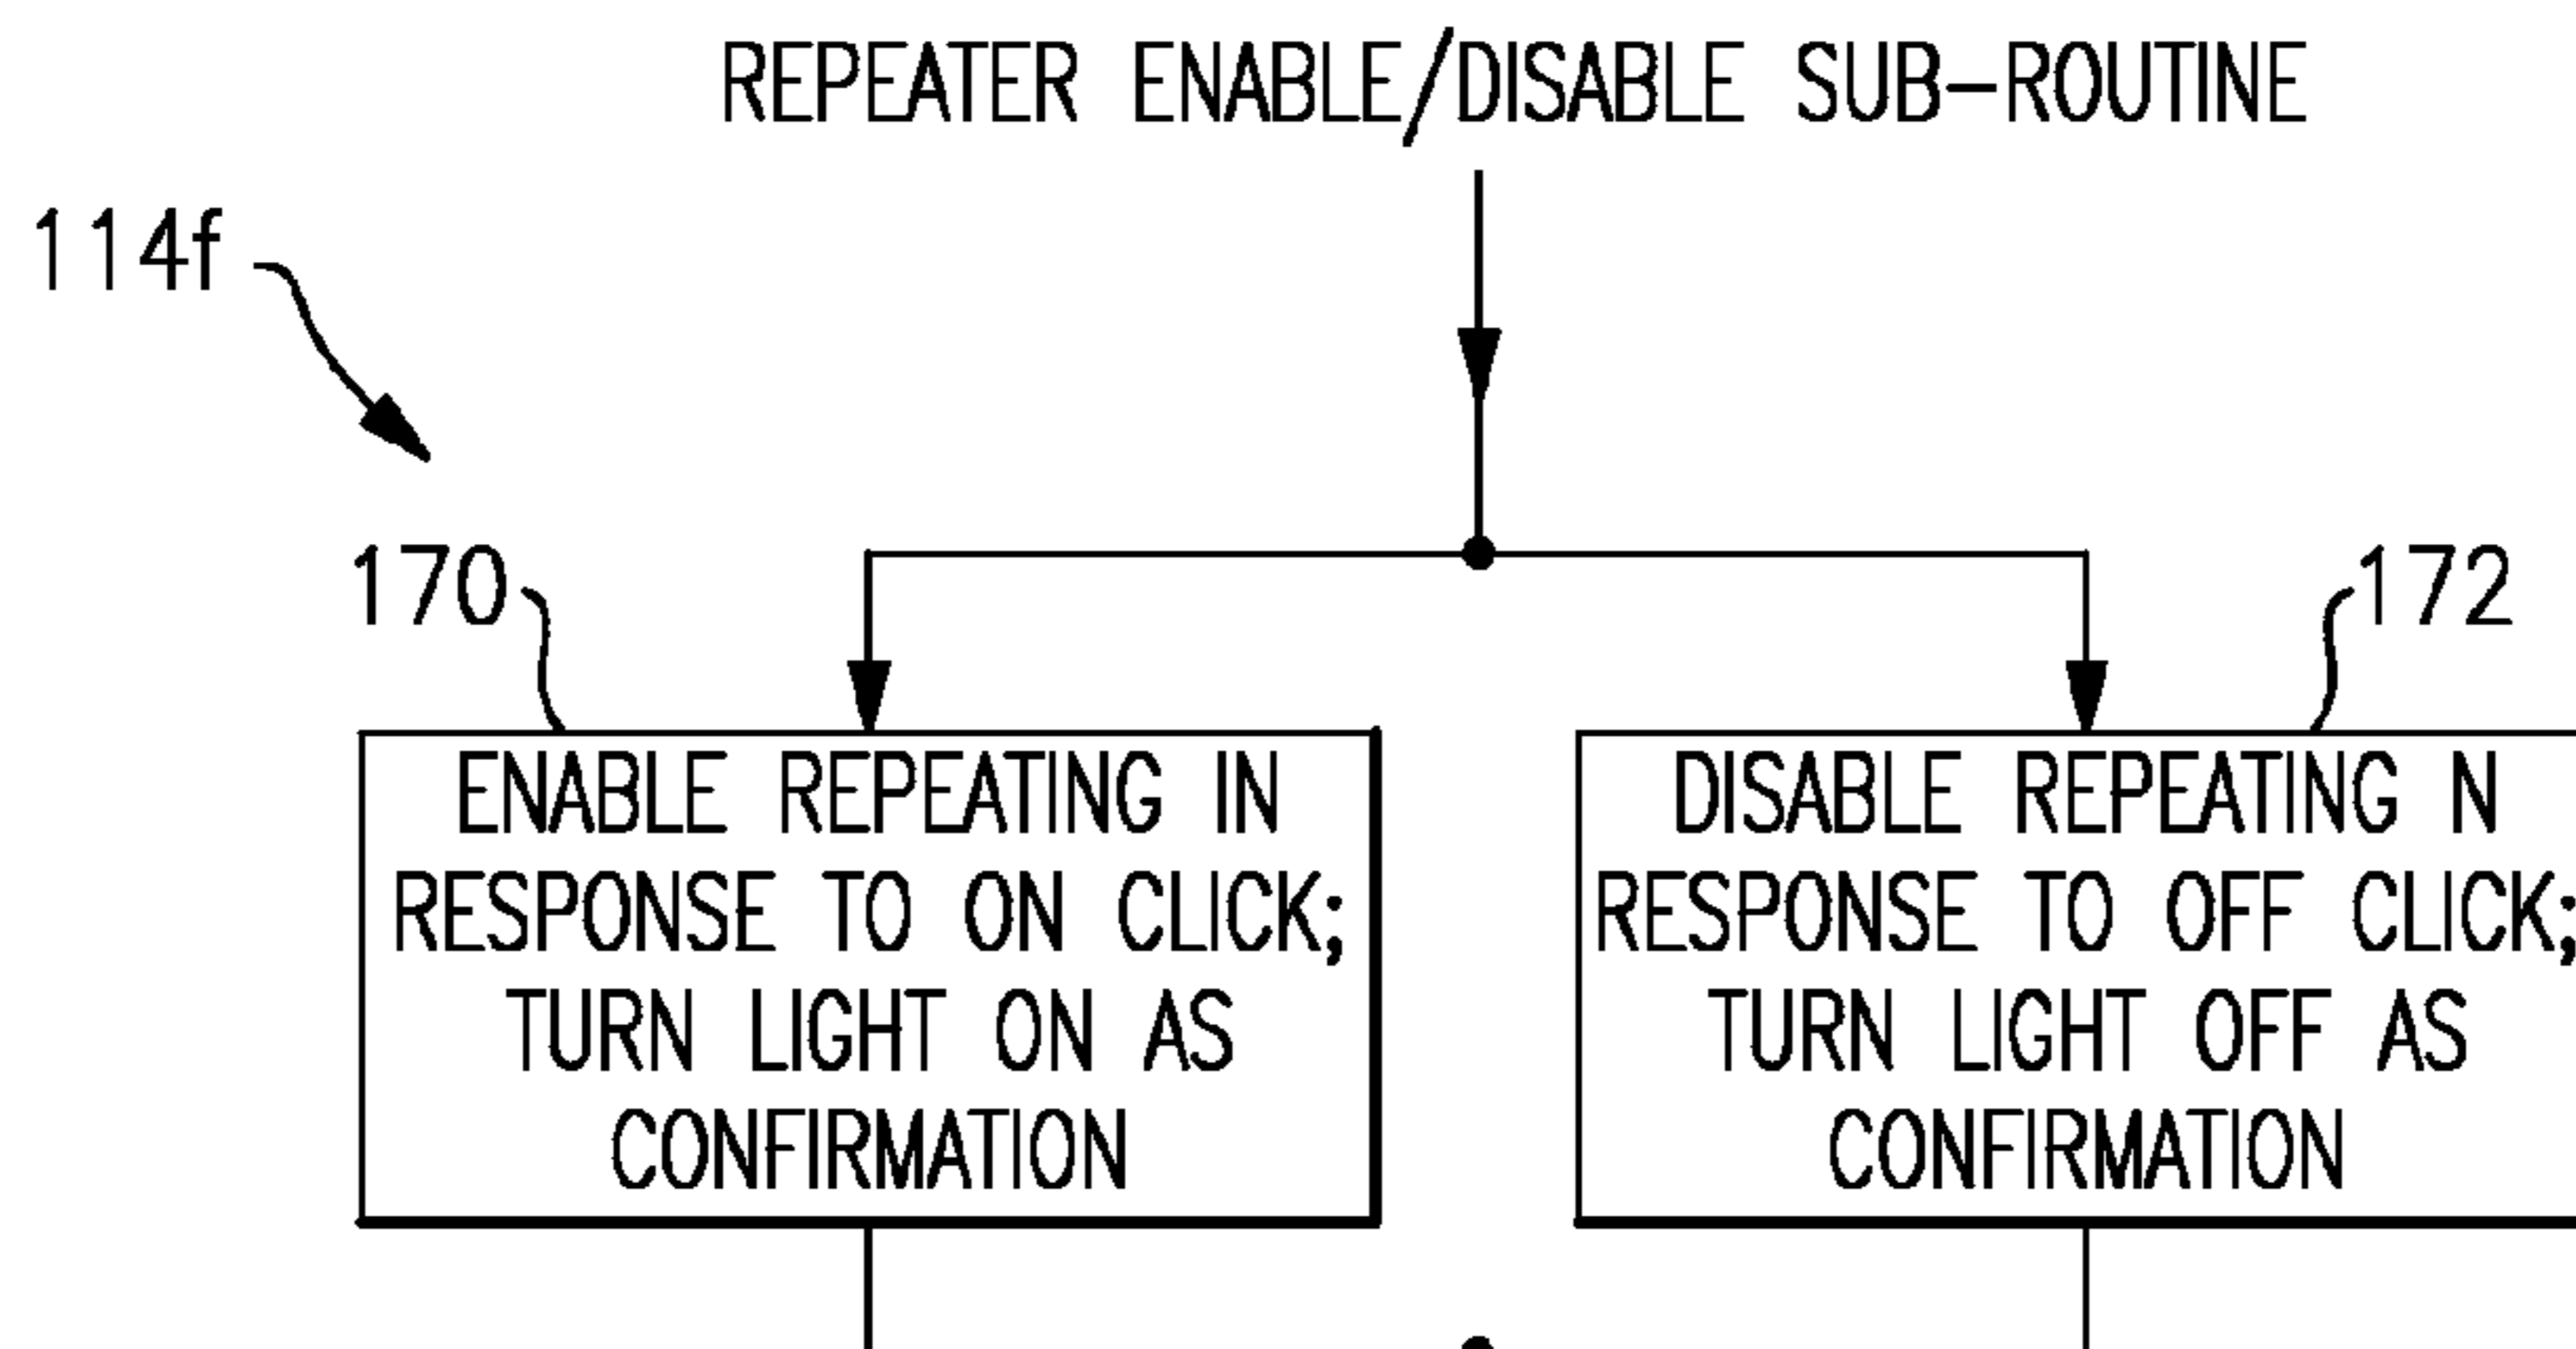 REPEATER ENABLE/DISABLE SUB-ROUTINE
114f
170
172
ENABLE REPEATING IN
RESPONSE TO ON CLICK;
TURN LIGHT ON AS
CONFIRMATION
DISABLE REPEATING N
RESPONSE TO OFF CLICK;
TURN LIGHT OFF AS
CONFIRMATION